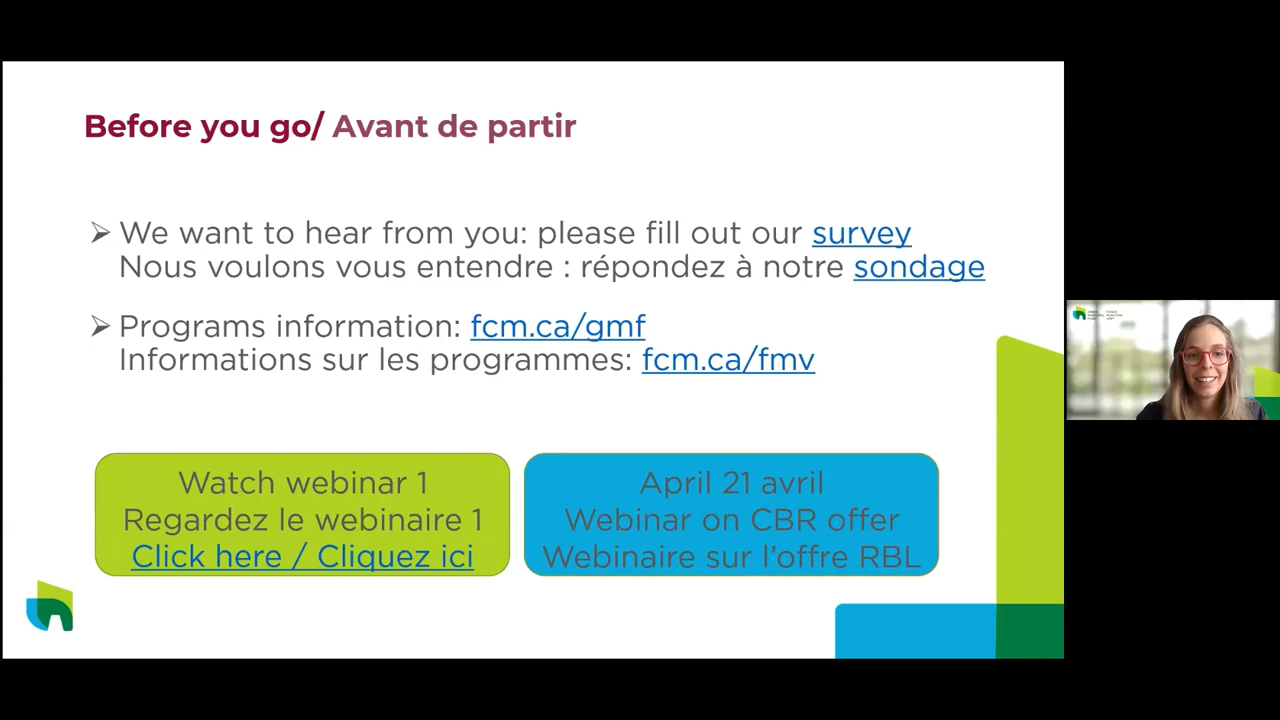 Before you go/ Avant de partir
➢ We want to hear from you: please fill out our survey
Nous voulons vous entendre : répondez à notre sondage
➢ Programs information: fcm.ca/gmf
Informations sur les programmes: fcm.ca/fmv
Watch webinar 1
Regardez le webinaire 1
Click here / Cliquez ici
April 21 avril
Webinar on CBR offer
Webinaire sur l’offre RBL